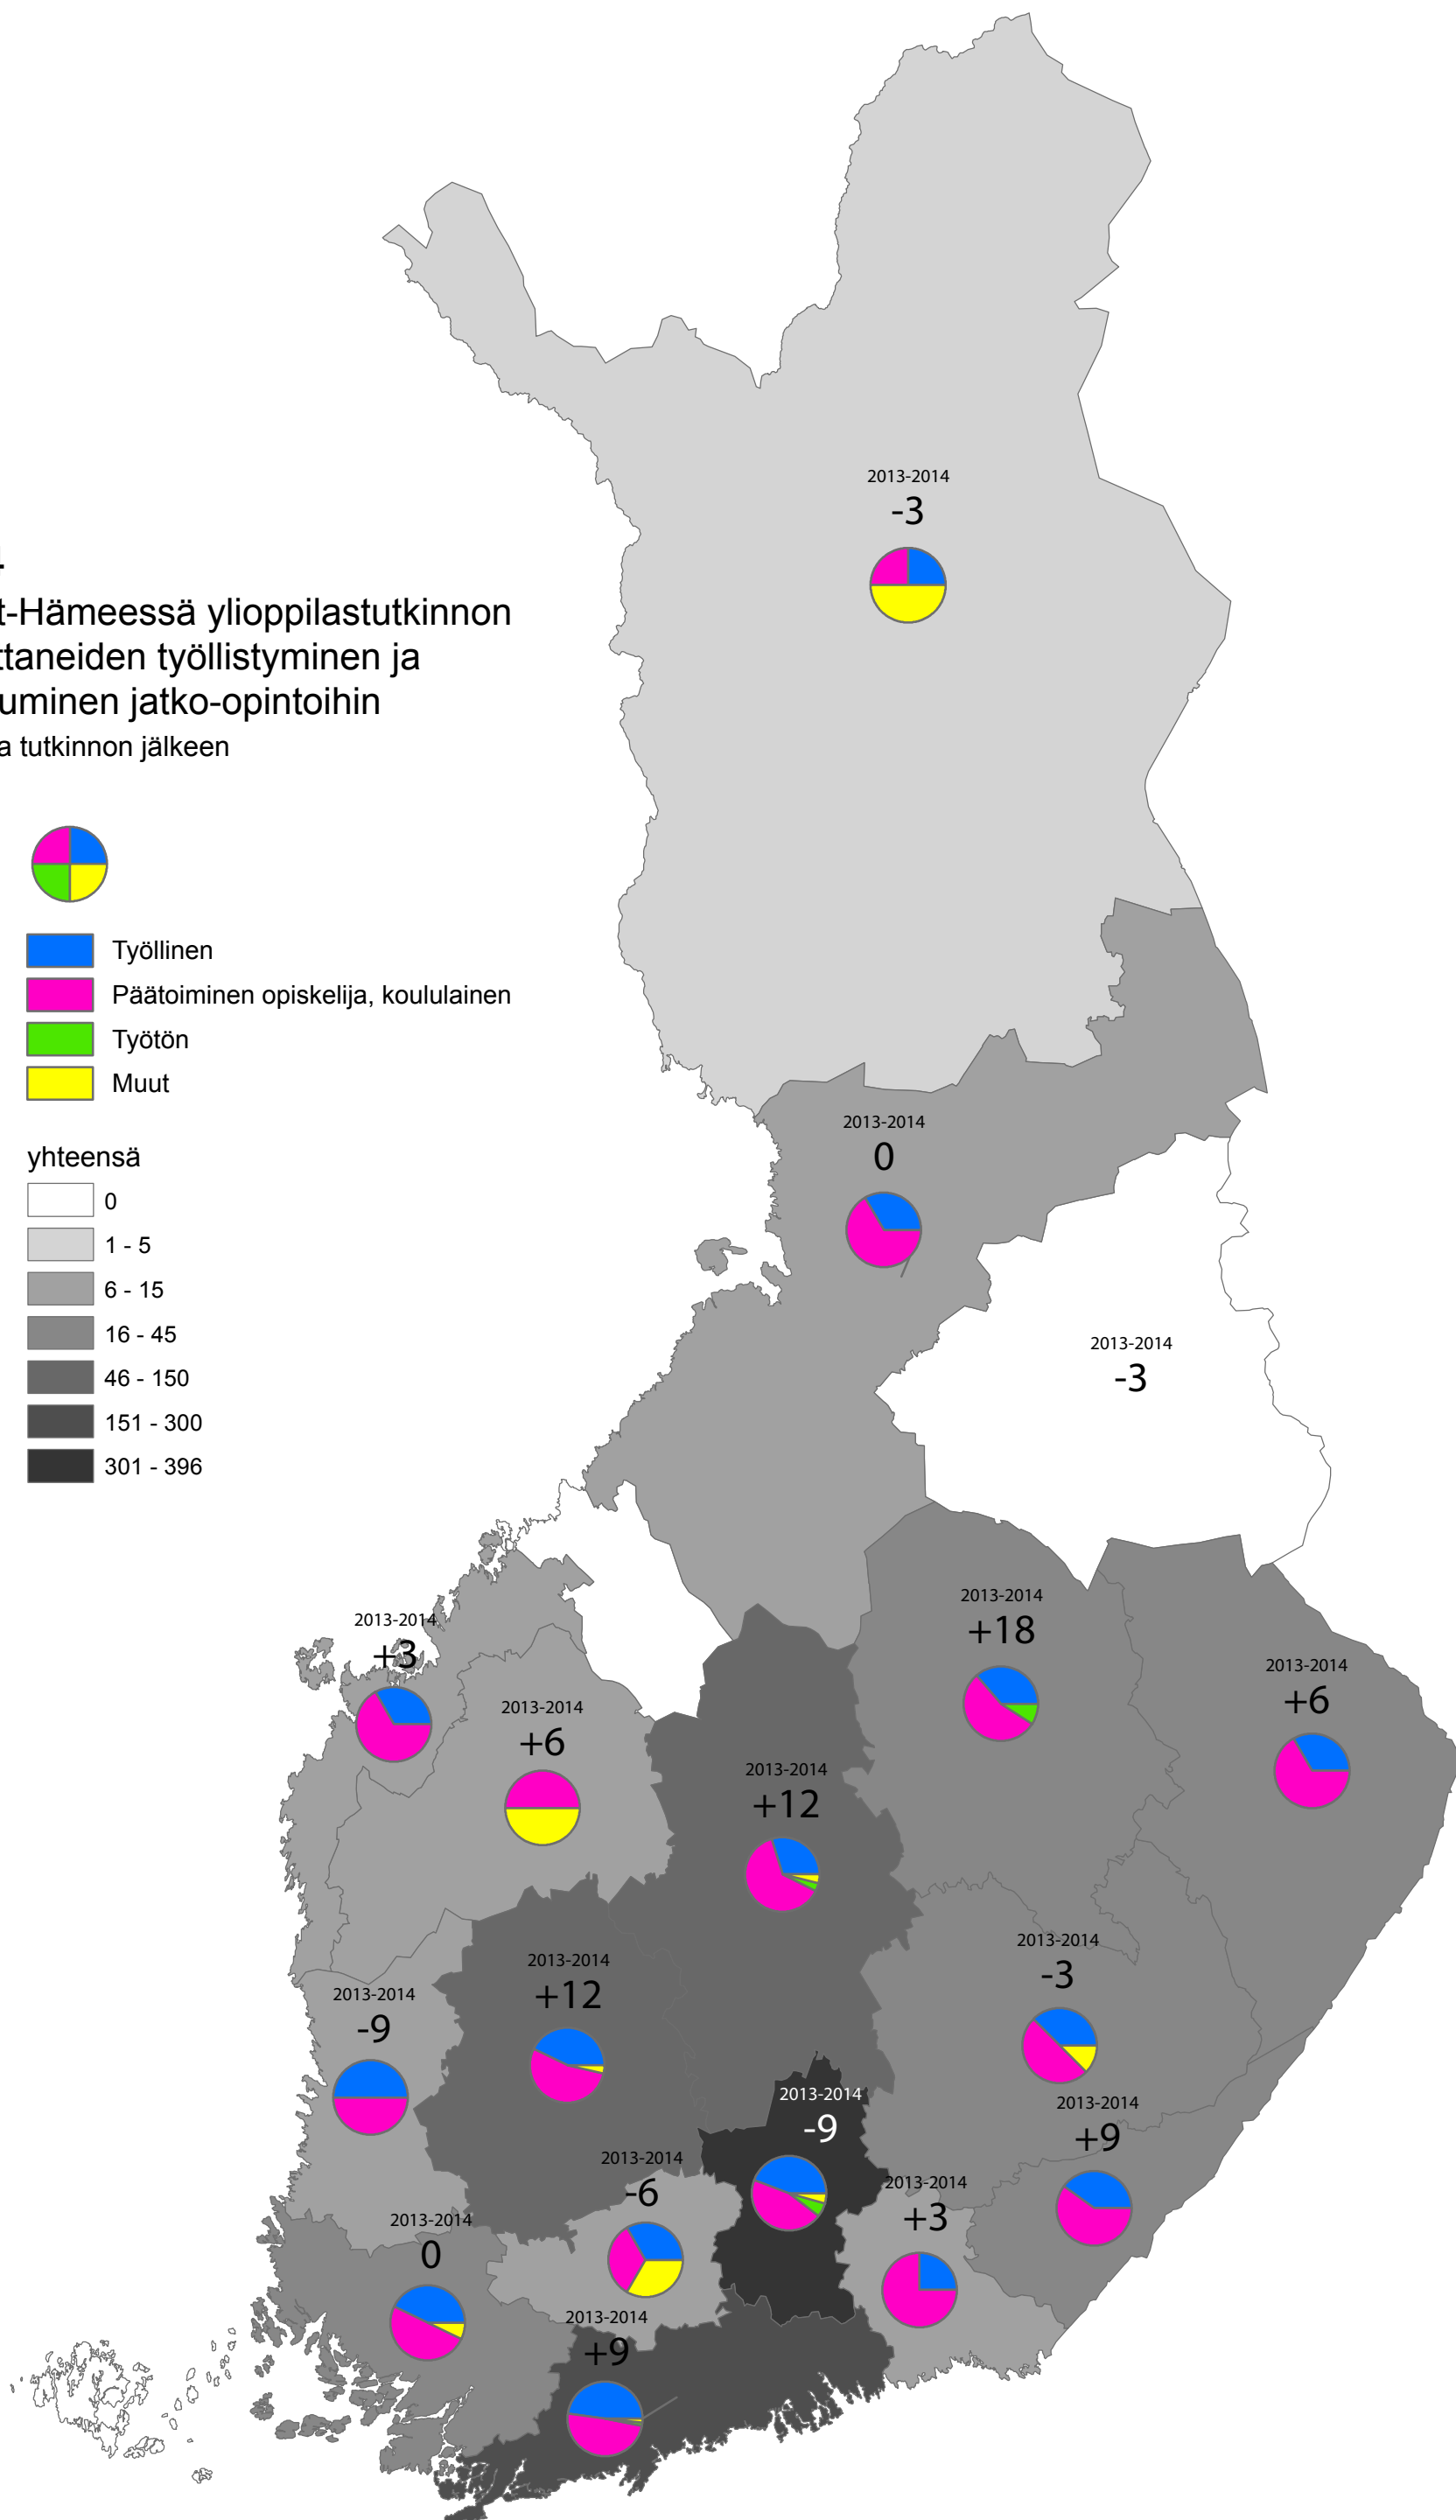 t-Hämeessä ylioppilastutkinnon
ttaneiden työllistyminen ja
uminen jatko-opintoihin
a tutkinnon jälkeen
Työllinen
Päätoiminen opiskelija, koululainen
Työtön
Muut
yhteensä
0
1 - 5
6 - 15
16 - 45
46 - 150
151 - 300
301 - 396
2013-2014
-3
2013-2014
0
2013-2014
-3
2013-2014
+18
2013-2014
+3
2013-2014
+6
2013-2014
+6
2013-2014
+12
2013-2014
-3
2013-2014
+12
2013-2014
-9
2013-2014
-9
2013-2014
+9
2013-2014
-6
2013-2014
+3
2013-2014
0
2013-2014
+9